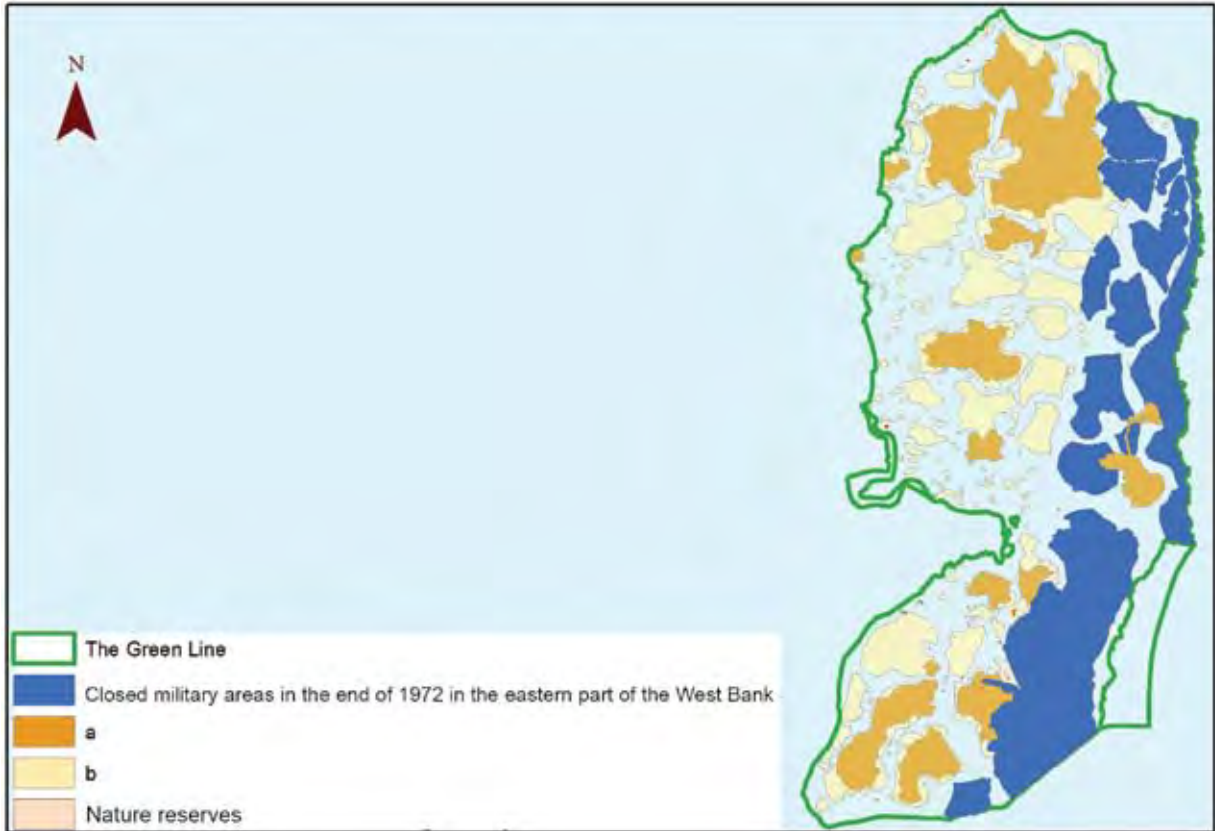 N
The Green Line
Closed military areas in the end of 1972 in the eastern part of the West Bank
a
b
Nature reserves